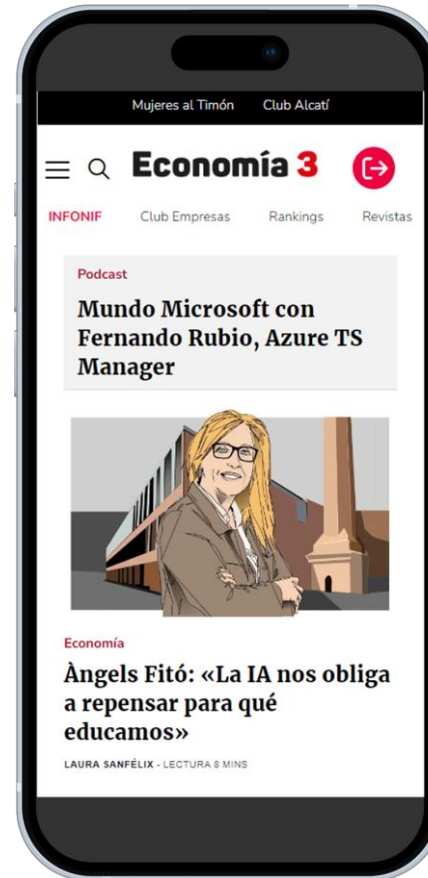 Mujeres al Timón Club Alcatí
Economía 3
INFONIF Club Empresas Rankings Revistas
Podcast
Mundo Microsoft con
Fernando Rubio, Azure TS
Manager
Economía
Àngels Fitó: «La IA nos obliga
a repensar para qué
educamos»
LAURA SANFÉLIX - LECTURA 8 MINS